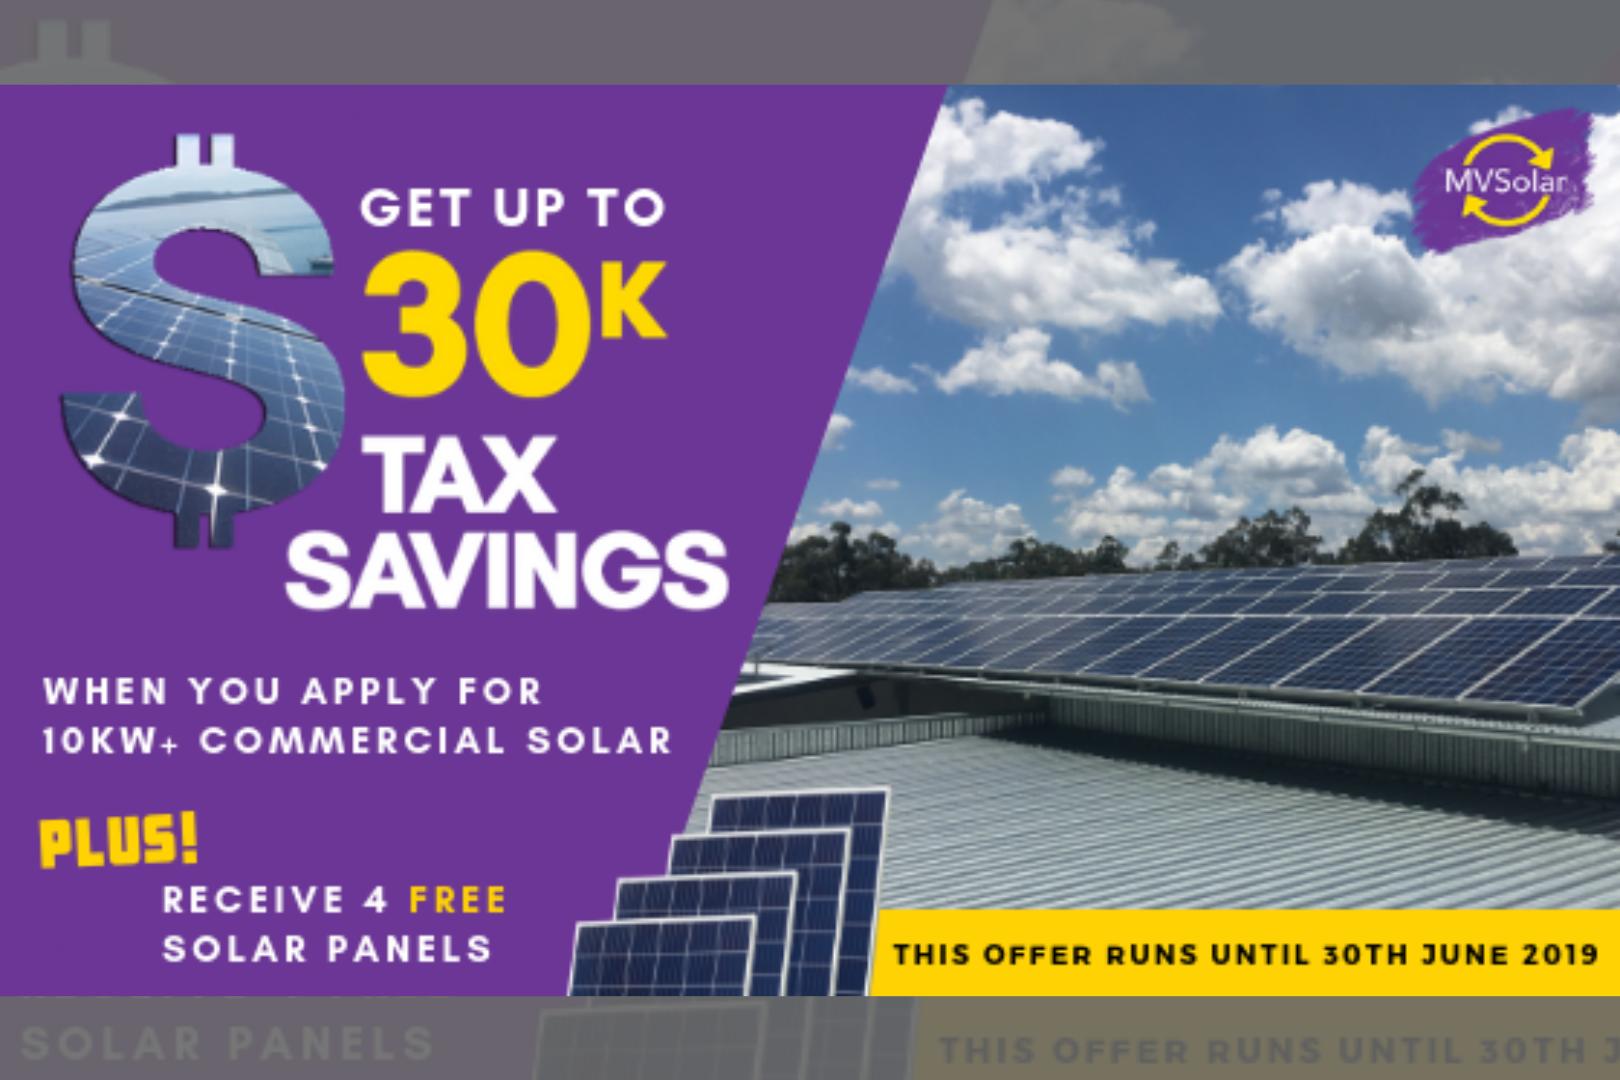 MVSolar
GET UP TO
$30K
TAX
SAVINGS
WHEN YOU APPLY FOR
10KW+ COMMERCIAL SOLAR
PLUS!
RECEIVE 4 FREE
SOLAR PANELS
THIS OFFER RUNS UNTIL 30TH JUNE 2019
SOLAR PANELS
THIS OFFER RUNS UNTIL 30TH J